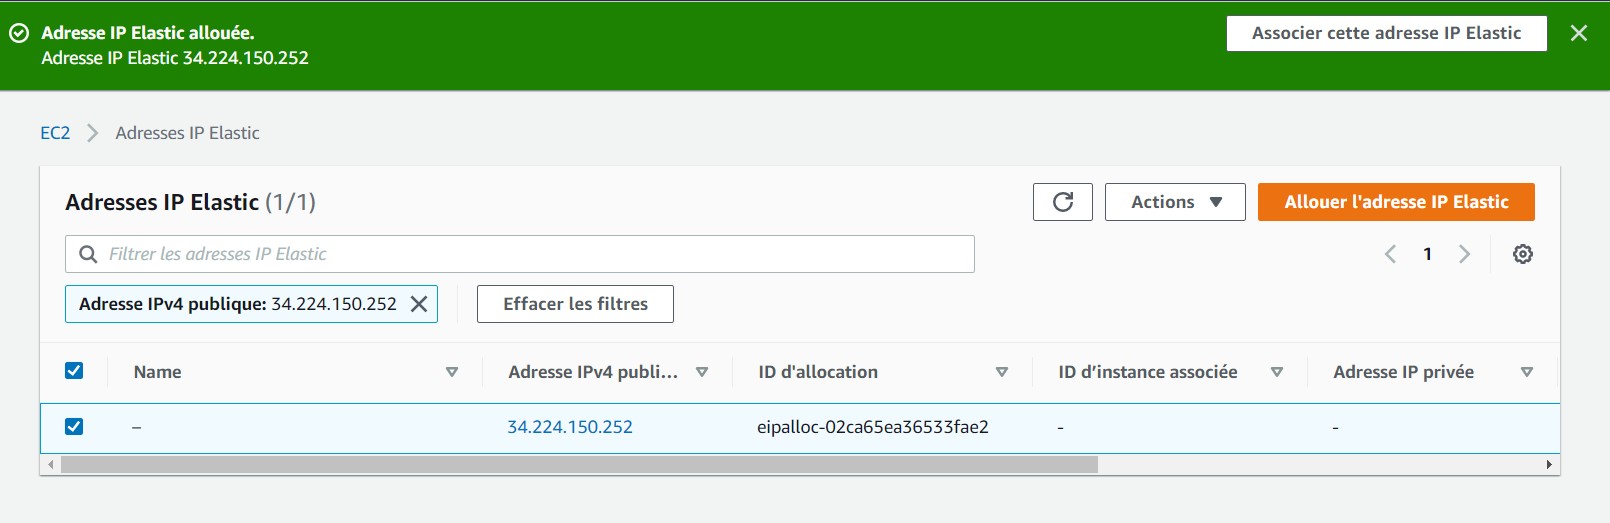 Adresse IP Elastic allouée.
Adresse IP Elastic 34.224.150.252
Associer cette adresse IP Elastic
EC2 Adresses IP Elastic
Adresses IP Elastic (1/1)
Actions
Allouer l'adresse IP Elastic
Filtrer les adresses IP Elastic
1
Adresse IPv4 publique: 34.224.150.252
Effacer les filtres
Name Adresse IPv4 publi... ID d'allocation ID d’instance associée Adresse IP privée
– 34.224.150.252 eipalloc-02ca65ea36533fae2 - -